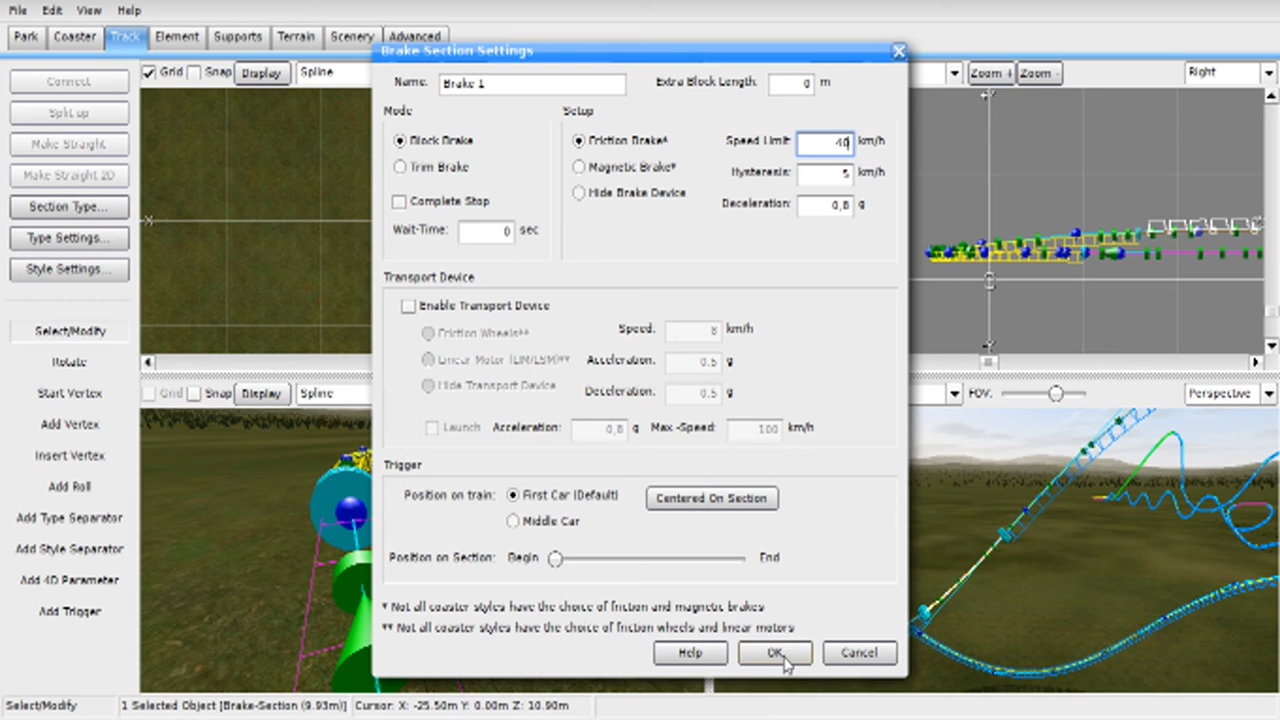 File Edit View Help
Park Coaster Track Element Supports Terrain Scenery Advanced
Brake Section Settings
Connect
Split up
Make Straight
Make Straight 2D
Section Type...
Type Settings...
Style Settings...
Select/Modify
Rotate
Start Vertex
Add Vertex
Insert Vertex
Add Roll
Add Type Separator
Add Style Separator
Add 4D Parameter
Add Trigger
Grid Snap Display Spline
Zoom + Zoom - Right
Name: Brake 1 Extra Block Length: 0 m
Mode Setup
Block Brake Friction Brake* Speed Limit: 40 km/h
Trim Brake Magnetic Brake* Hysteresis: 5 km/h
Complete Stop Hide Brake Device Deceleration: 0,8 g
Wait-Time: 0 sec
Transport Device
Enable Transport Device
Friction Wheels** Speed: 8 km/h
Linear Motor (LIM/LSM)** Acceleration: 0.5 g
Hide Transport Device Deceleration: 0.5 g
Launch Acceleration: 0,8 g Max.-Speed: 100 km/h
Grid Snap Display Spline
FOV: Perspective
Trigger
Position on train: First Car (Default) Centered On Section
Middle Car
Position on Section: Begin End
* Not all coaster styles have the choice of friction and magnetic brakes
** Not all coaster styles have the choice of friction wheels and linear motors
Help OK Cancel
Select/Modify 1 Selected Object [Brake-Section (9.93m)] Cursor: X: -25.50m Y: 0.00m Z: 10.90m